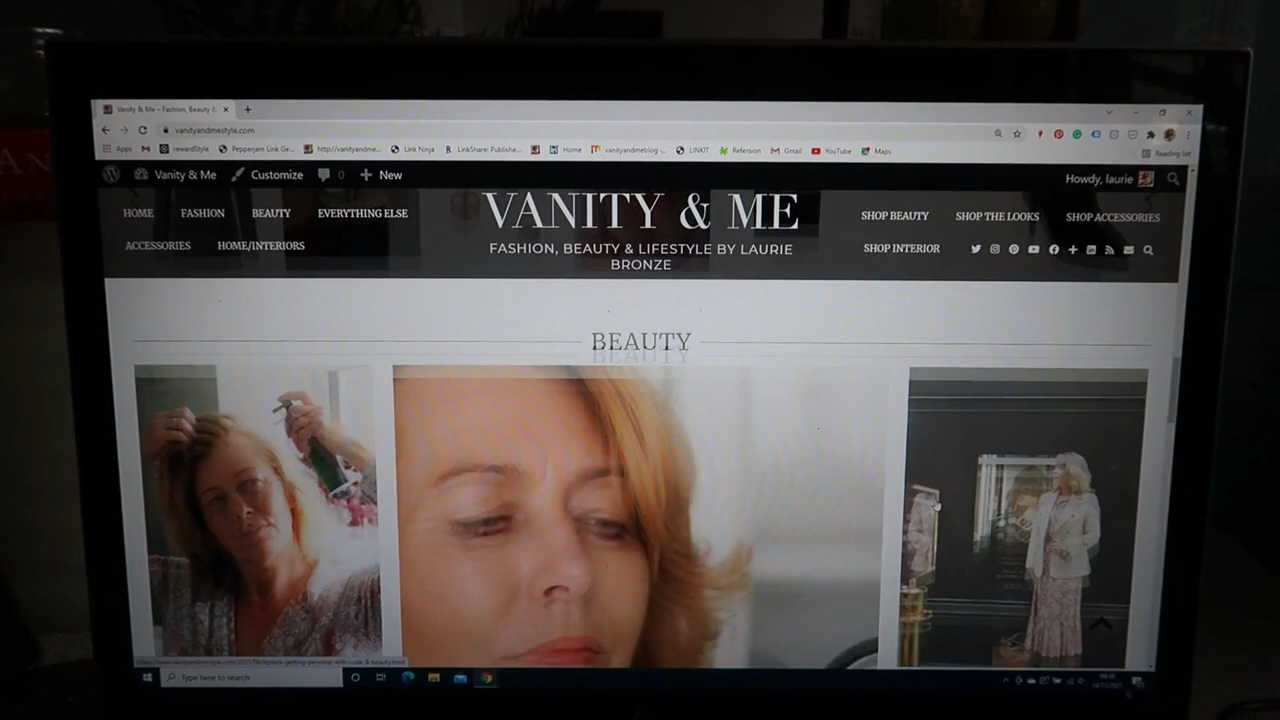 Vanity & Me – Fashion, Beauty &
vanityandmestyle.com
Apps
rewardStyle
Pepperjam Link Ge...
http://vanityandme...
Link Ninja
LinkShare: Publishe...
Home
vanityandmeblog ...
LINKIT
Refersion
Gmail
YouTube
Maps
Reading list
Vanity & Me
Customize
0
New
Howdy, laurie
HOME
FASHION
BEAUTY
EVERYTHING ELSE
ACCESSORIES
HOME/INTERIORS
VANITY & ME
FASHION, BEAUTY & LIFESTYLE BY LAURIE
BRONZE
SHOP BEAUTY
SHOP THE LOOKS
SHOP ACCESSORIES
SHOP INTERIOR
BEAUTY
Type here to search